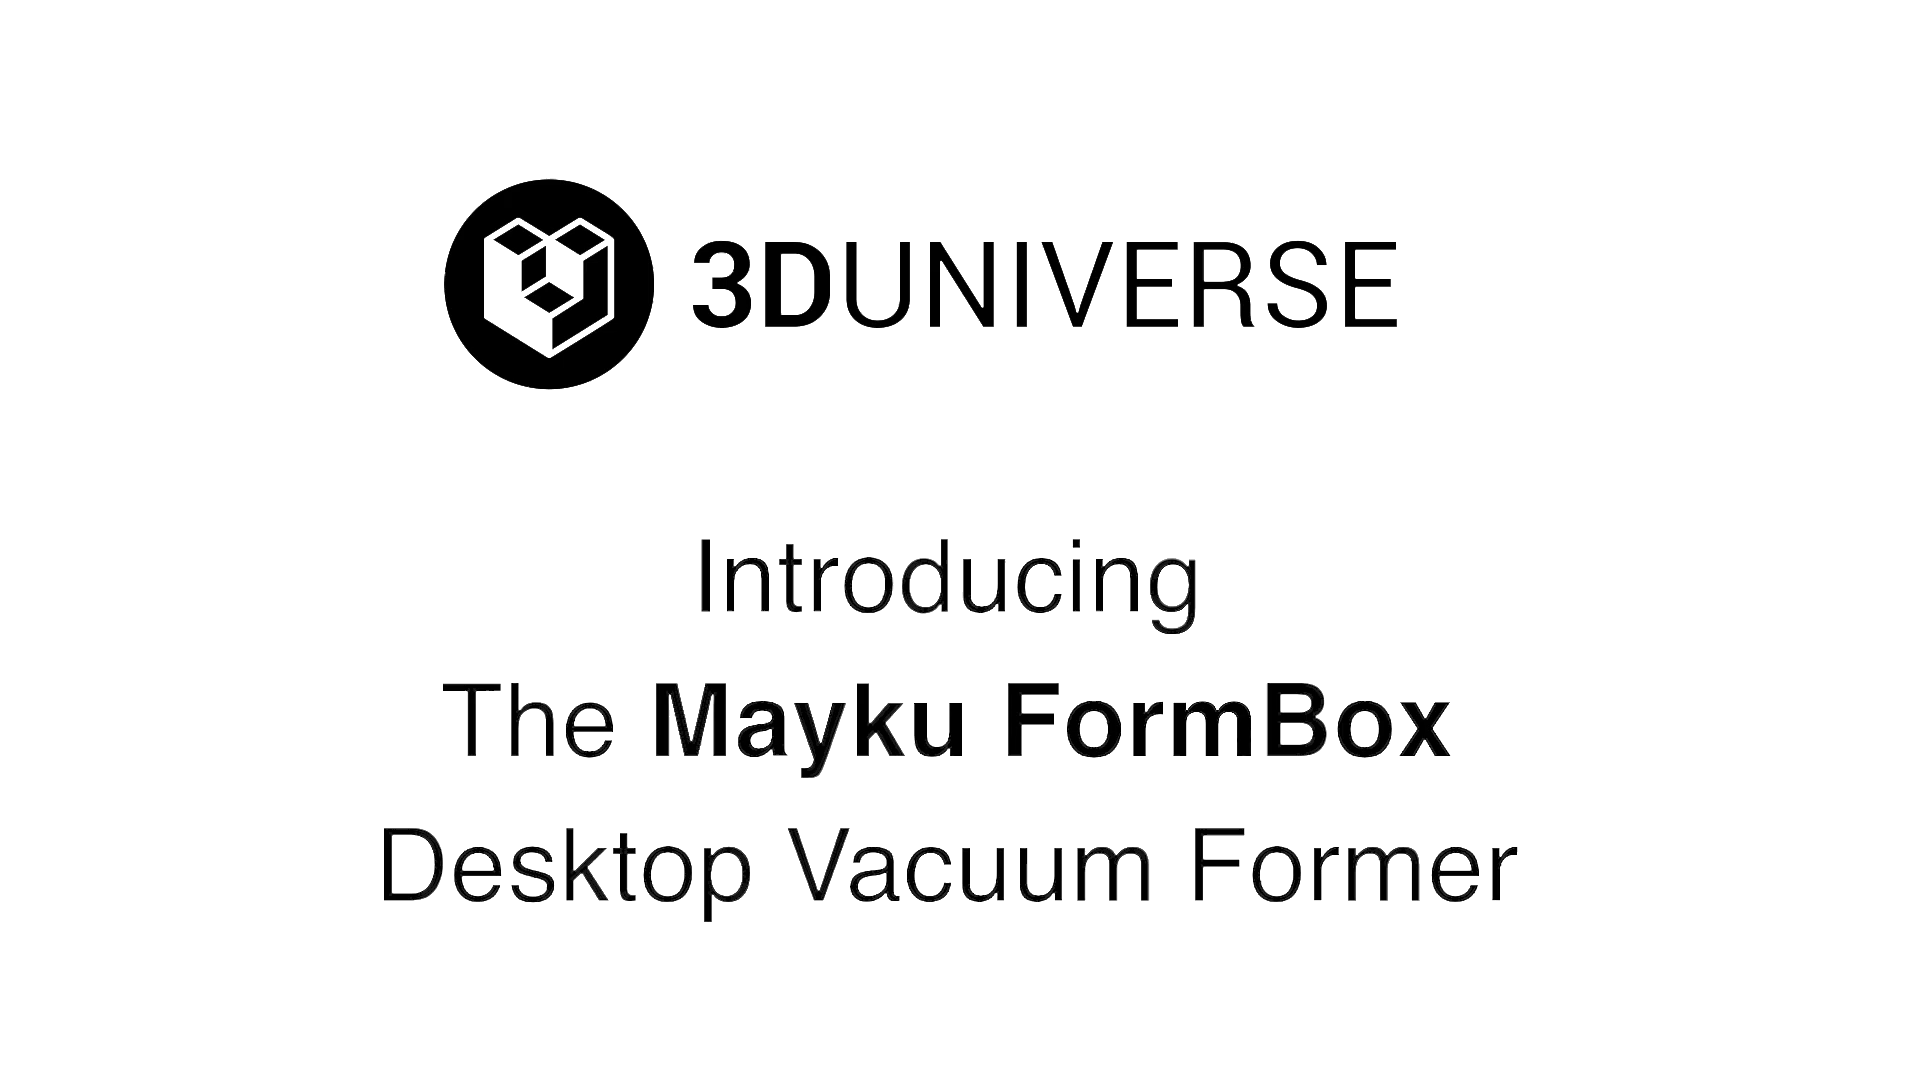 3DUNIVERSE
Introducing
The Mayku FormBox
Desktop Vacuum Former